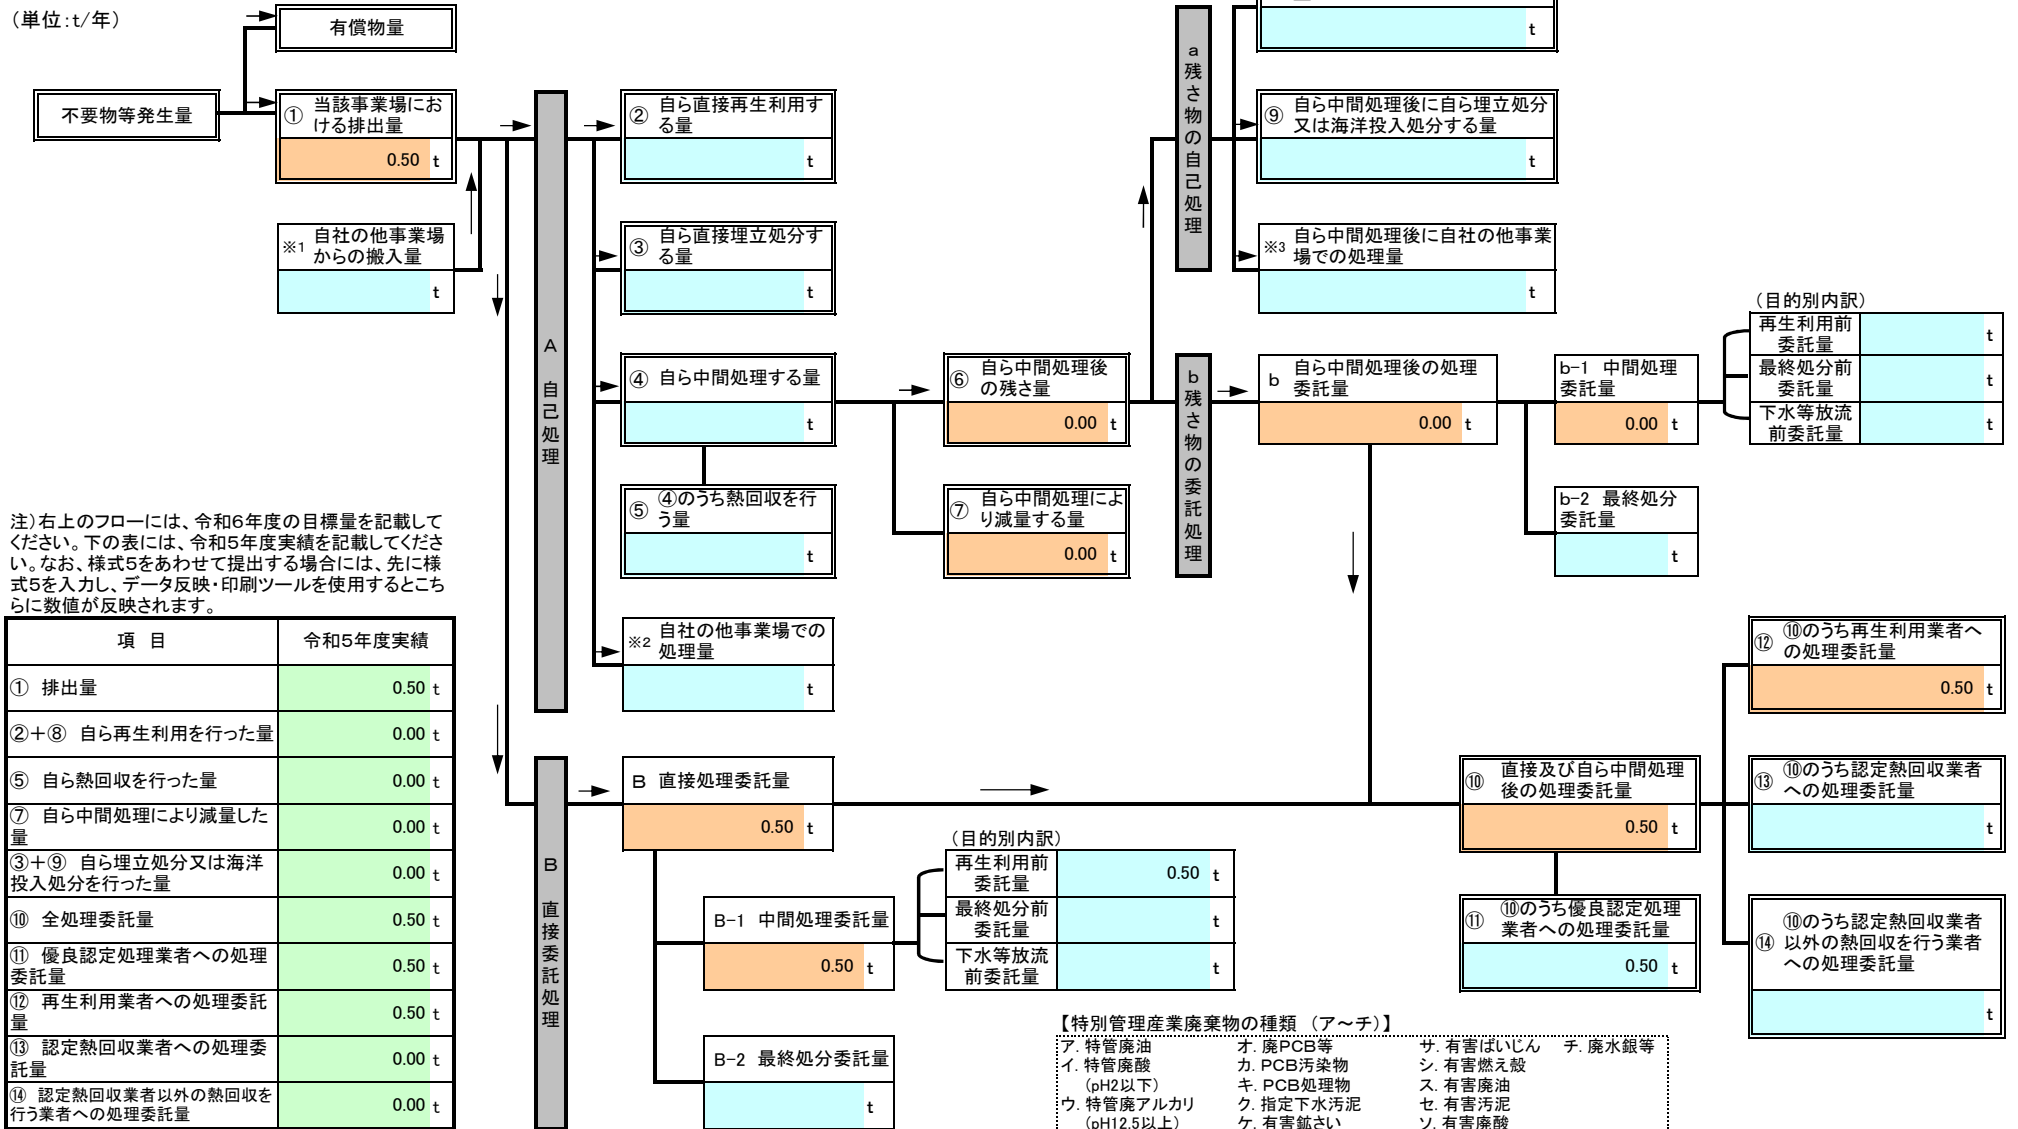 （単位：t/年）
有償物量
不要物等発生量
① 当該事業場にお
ける排出量
0.50 t
※1 自社の他事業場
からの搬入量
t
A 自己処理
② 自ら直接再生利用す
る量
t
③ 自ら直接埋立処分す
る量
t
④ 自ら中間処理する量
t
⑤ ④のうち熱回収を行
う量
t
※2 自社の他事業場での
処理量
t
⑥ 自ら中間処理後
の残さ量
0.00 t
⑦ 自ら中間処理によ
り減量する量
0.00 t
a 残さ物の自己処理
t
⑨ 自ら中間処理後に自ら埋立処分
又は海洋投入処分する量
t
※3 自ら中間処理後に自社の他事業
場での処理量
t
b 残さ物の委託処理
b 自ら中間処理後の処理
委託量
0.00 t
b-1 中間処理
委託量
0.00 t
（目的別内訳）
再生利用前
委託量
t
最終処分前
委託量
t
下水等放流
前委託量
t
b-2 最終処分
委託量
t
注）右上のフローには、令和6年度の目標量を記載して
ください。下の表には、令和5年度実績を記載してくださ
い。なお、様式5をあわせて提出する場合には、先に様
式5を入力し、データ反映・印刷ツールを使用するとこち
らに数値が反映されます。
項 目 令和5年度実績
① 排出量 0.50 t
②＋⑧ 自ら再生利用を行った量 0.00 t
⑤ 自ら熱回収を行った量 0.00 t
⑦ 自ら中間処理により減量した
量 0.00 t
③＋⑨ 自ら埋立処分又は海洋
投入処分を行った量 0.00 t
⑩ 全処理委託量 0.50 t
⑪ 優良認定処理業者への処理
委託量 0.50 t
⑫ 再生利用業者への処理委託
量 0.50 t
⑬ 認定熱回収業者への処理委
託量 0.00 t
⑭ 認定熱回収業者以外の熱回収を
行う業者への処理委託量 0.00 t
B 直接委託処理
B 直接処理委託量
0.50 t
B-1 中間処理委託量
0.50 t
（目的別内訳）
再生利用前
委託量
0.50 t
最終処分前
委託量
t
下水等放流
前委託量
t
B-2 最終処分委託量
t
⑩ 直接及び自ら中間処理
後の処理委託量
0.50 t
⑪ ⑩のうち優良認定処理
業者への処理委託量
0.50 t
⑫ ⑩のうち再生利用業者へ
の処理委託量
0.50 t
⑬ ⑩のうち認定熱回収業者
への処理委託量
t
⑭ ⑩のうち認定熱回収業者
以外の熱回収を行う業者
への処理委託量
t
【特別管理産業廃棄物の種類 （ア～チ）】
ア. 特管廃油 オ. 廃PCB等 サ. 有害ばいじん チ. 廃水銀等
イ. 特管廃酸 カ. PCB汚染物 シ. 有害燃え殻
（pH2以下） キ. PCB処理物 ス. 有害廃油
ウ. 特管廃アルカリ ク. 指定下水汚泥 セ. 有害汚泥
（pH12.5以上） ケ. 有害鉱さい ソ. 有害廃酸